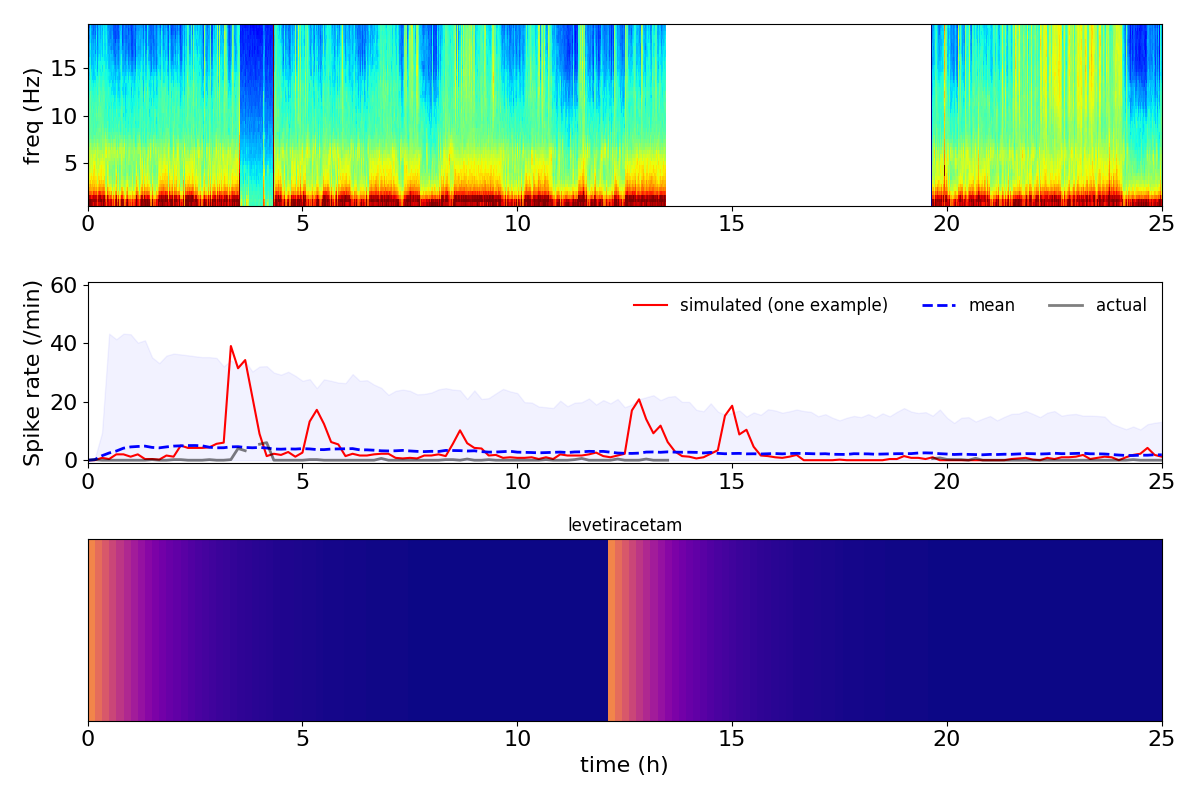 freq (Hz)
15
10
5
0 5 10 15 20 25
Spike rate (/min)
60
40
20
0
simulated (one example) mean actual
0 5 10 15 20 25
levetiracetam
0 5 10 15 20 25
time (h)